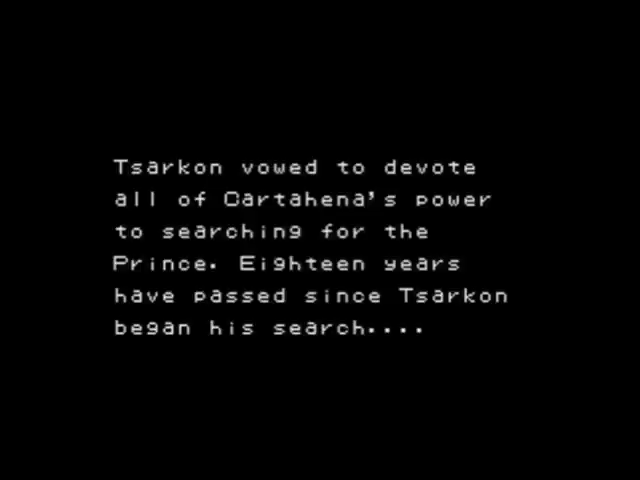 Tsarkon vowed to devote
all of Cartahena's power
to searching for the
Prince. Eighteen years
have passed since Tsarkon
began his search....